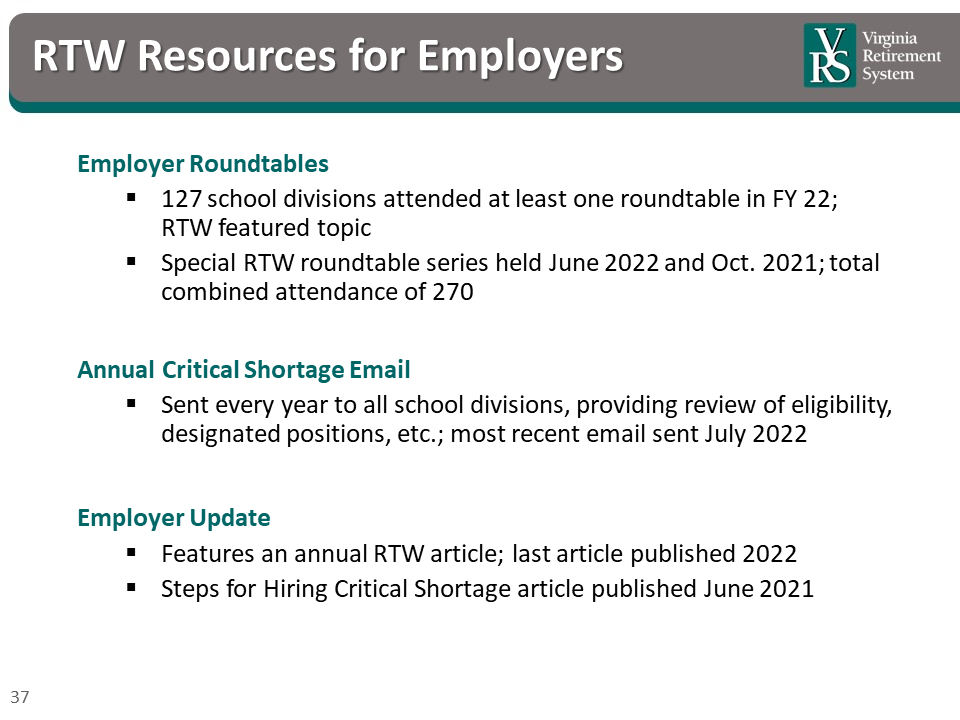 RTW Resources for Employers
VRS
Virginia
Retirement
System
Employer Roundtables
▪ 127 school divisions attended at least one roundtable in FY 22;
RTW featured topic
▪ Special RTW roundtable series held June 2022 and Oct. 2021; total
combined attendance of 270
Annual Critical Shortage Email
▪ Sent every year to all school divisions, providing review of eligibility,
designated positions, etc.; most recent email sent July 2022
Employer Update
▪ Features an annual RTW article; last article published 2022
▪ Steps for Hiring Critical Shortage article published June 2021
37